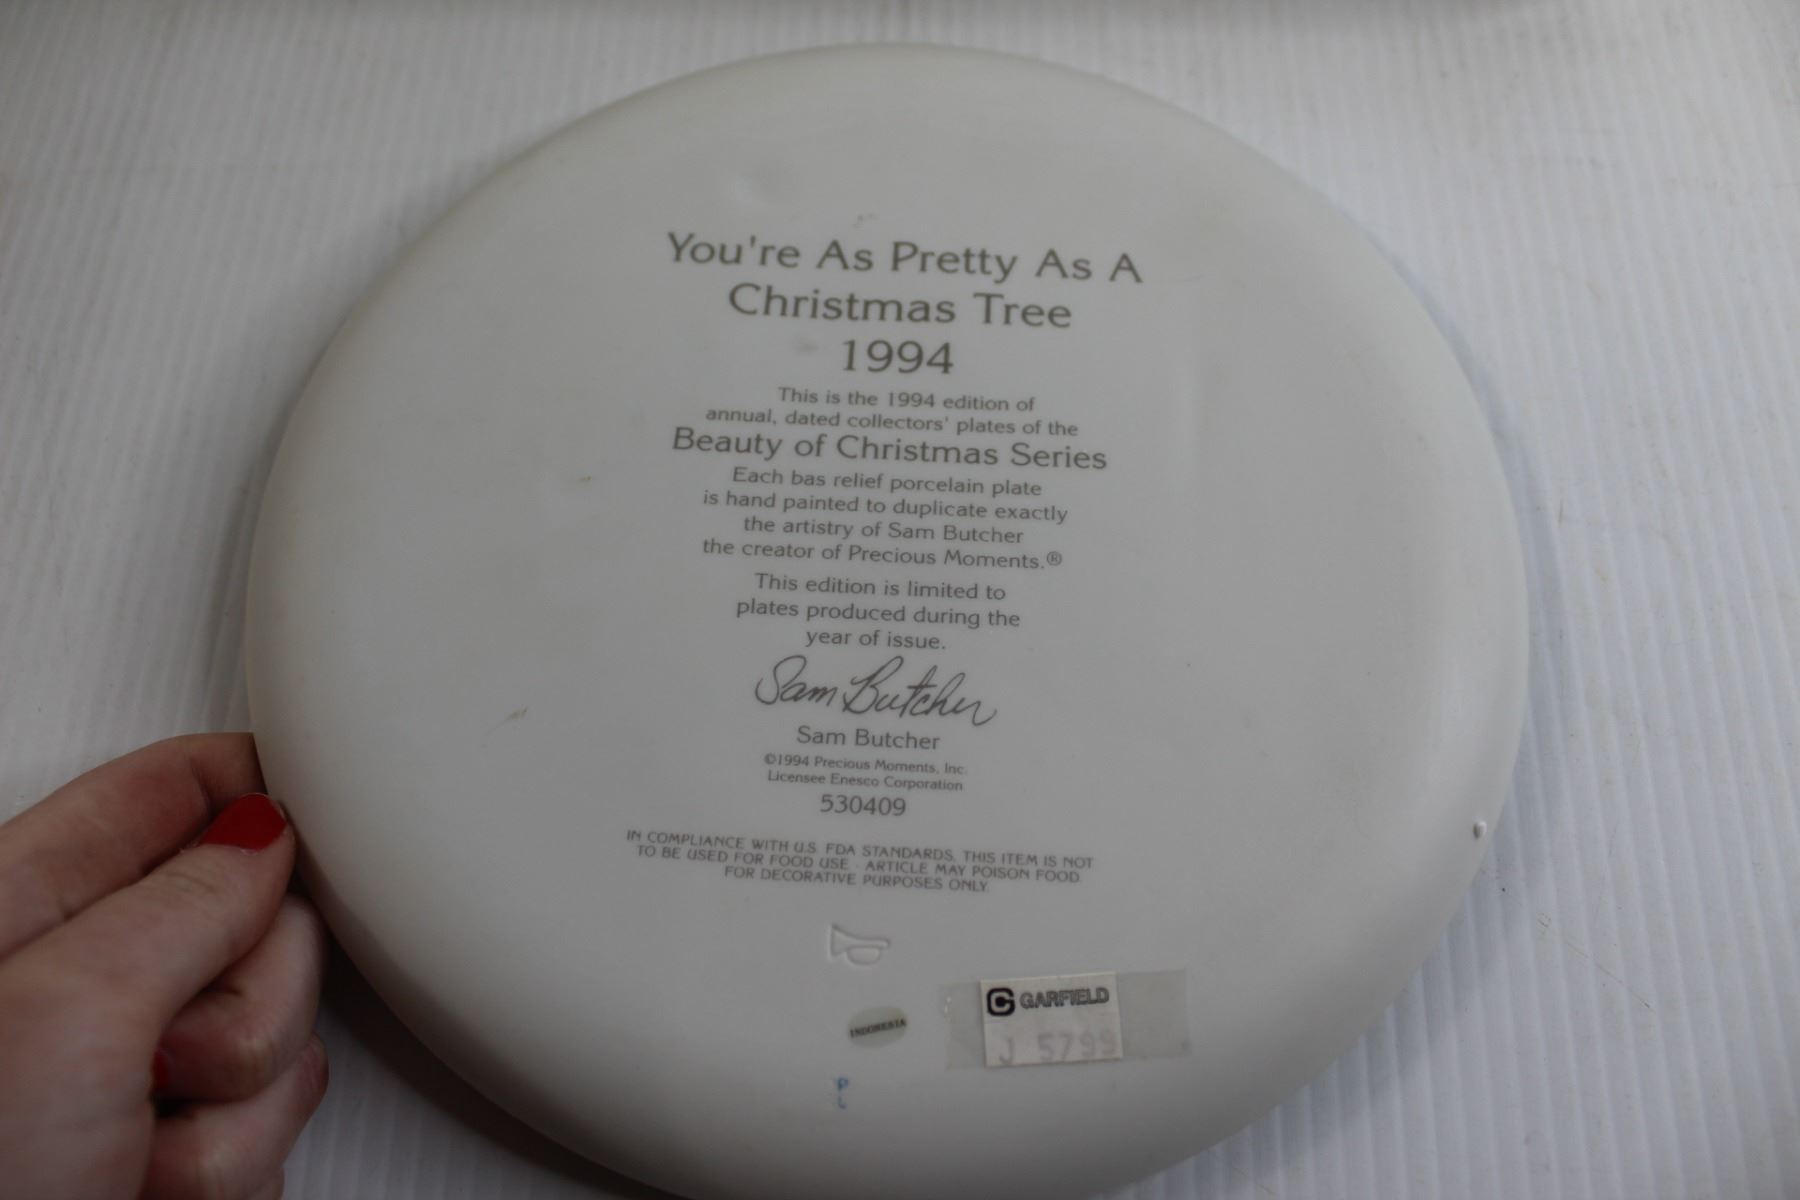 You're As Pretty As A
Christmas Tree
1994
This is the 1994 edition of
annual, dated collectors' plates of the
Beauty of Christmas Series
Each bas relief porcelain plate
is hand painted to duplicate exactly
the artistry of Sam Butcher
the creator of Precious Moments.®
This edition is limited to
plates produced during the
year of issue.
Sam Butcher
Sam Butcher
©1994 Precious Moments, Inc.
Licensee Enesco Corporation
530409
IN COMPLIANCE WITH U.S. FDA STANDARDS, THIS ITEM IS NOT
TO BE USED FOR FOOD USE - ARTICLE MAY POISON FOOD.
FOR DECORATIVE PURPOSES ONLY.
C GARFIELD
J 5799
INDONESIA
P
L